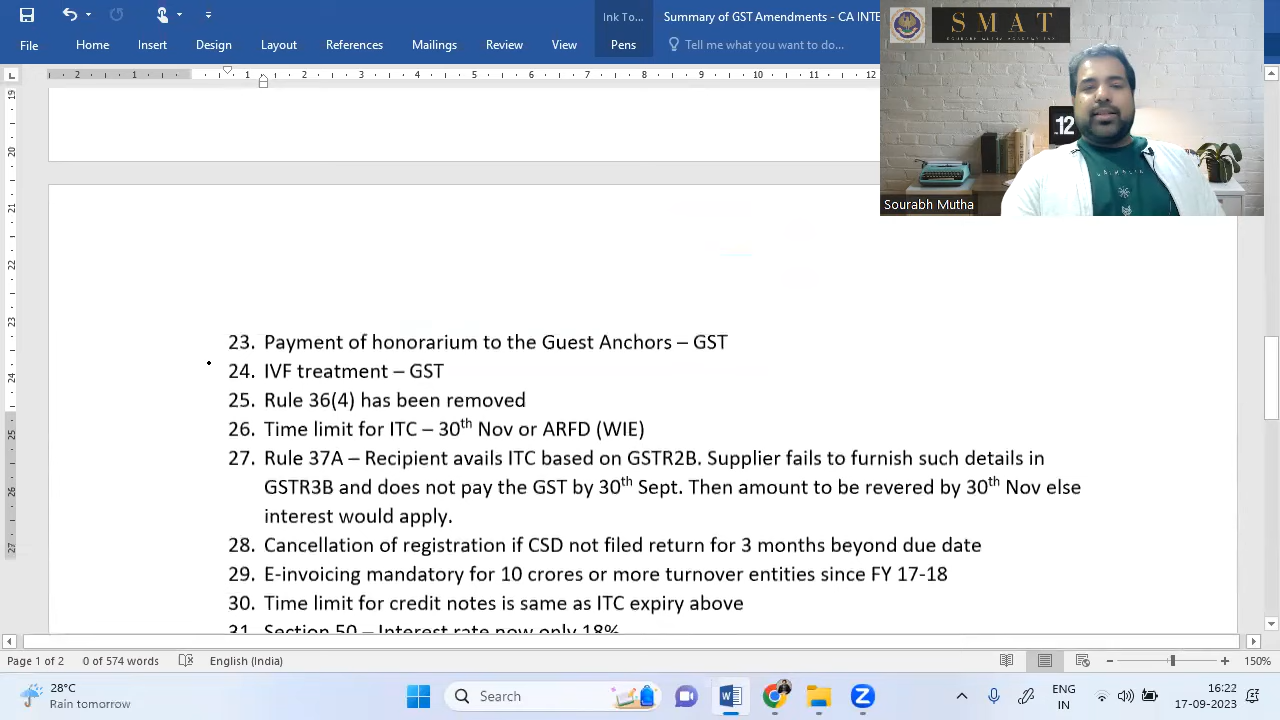 Ink To...
Summary of GST Amendments - CA INTE
File
Home
Insert
Design
Layout
References
Mailings
Review
View
Pens
Tell me what you want to do...
SMAT
12
Sourabh Mutha
23. Payment of honorarium to the Guest Anchors – GST
24. IVF treatment – GST
25. Rule 36(4) has been removed
26. Time limit for ITC – 30th Nov or ARFD (WIE)
27. Rule 37A – Recipient avails ITC based on GSTR2B. Supplier fails to furnish such details in
GSTR3B and does not pay the GST by 30th Sept. Then amount to be revered by 30th Nov else
interest would apply.
28. Cancellation of registration if CSD not filed return for 3 months beyond due date
29. E-invoicing mandatory for 10 crores or more turnover entities since FY 17-18
30. Time limit for credit notes is same as ITC expiry above
31. Section 50 – Interest rate now only 18%
Page 1 of 2
0 of 574 words
English (India)
150%
28°C
Rain tomorrow
Search
ENG
IN
16:22
17-09-2023